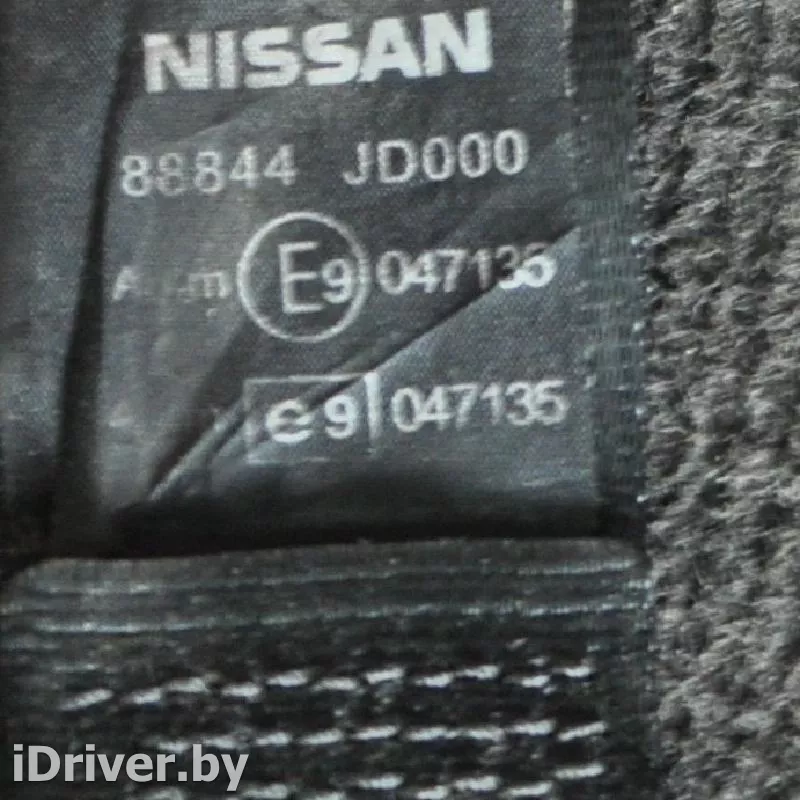 NISSAN
88844 JD000
E9 047135
e9 047135
iDriver.by